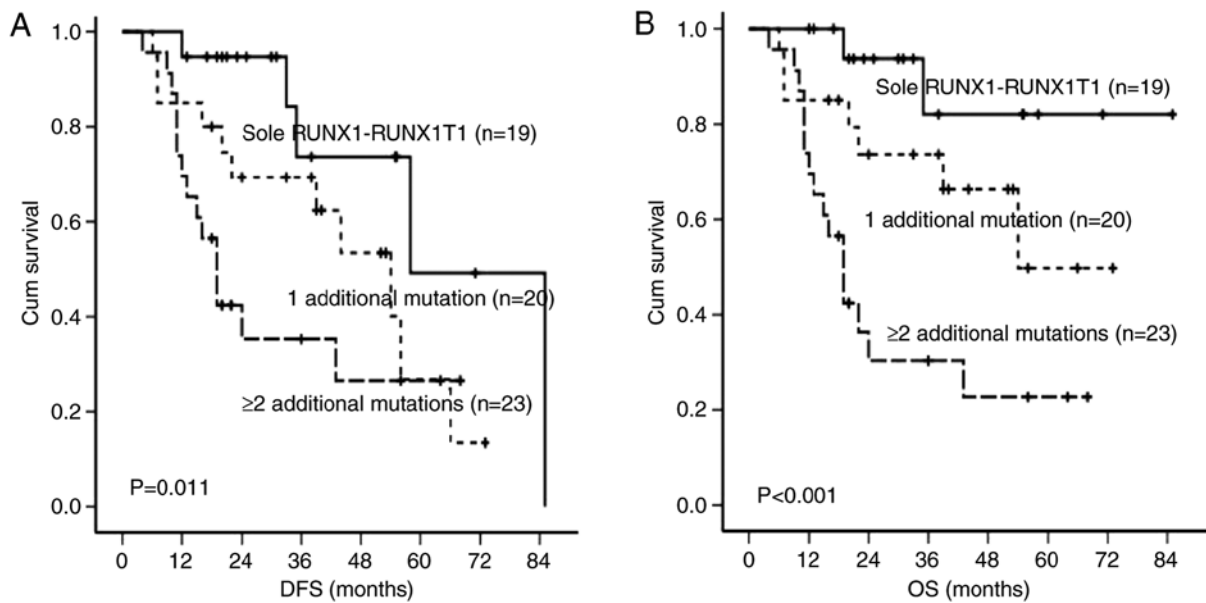 A
Cum survival
1.0
0.8
0.6
0.4
0.2
0.0
Sole RUNX1-RUNX1T1 (n=19)
1 additional mutation (n=20)
≥2 additional mutations (n=23)
P=0.011
0 12 24 36 48 60 72 84
DFS (months)
B
Cum survival
1.0
0.8
0.6
0.4
0.2
0.0
Sole RUNX1-RUNX1T1 (n=19)
1 additional mutation (n=20)
≥2 additional mutations (n=23)
P<0.001
0 12 24 36 48 60 72 84
OS (months)